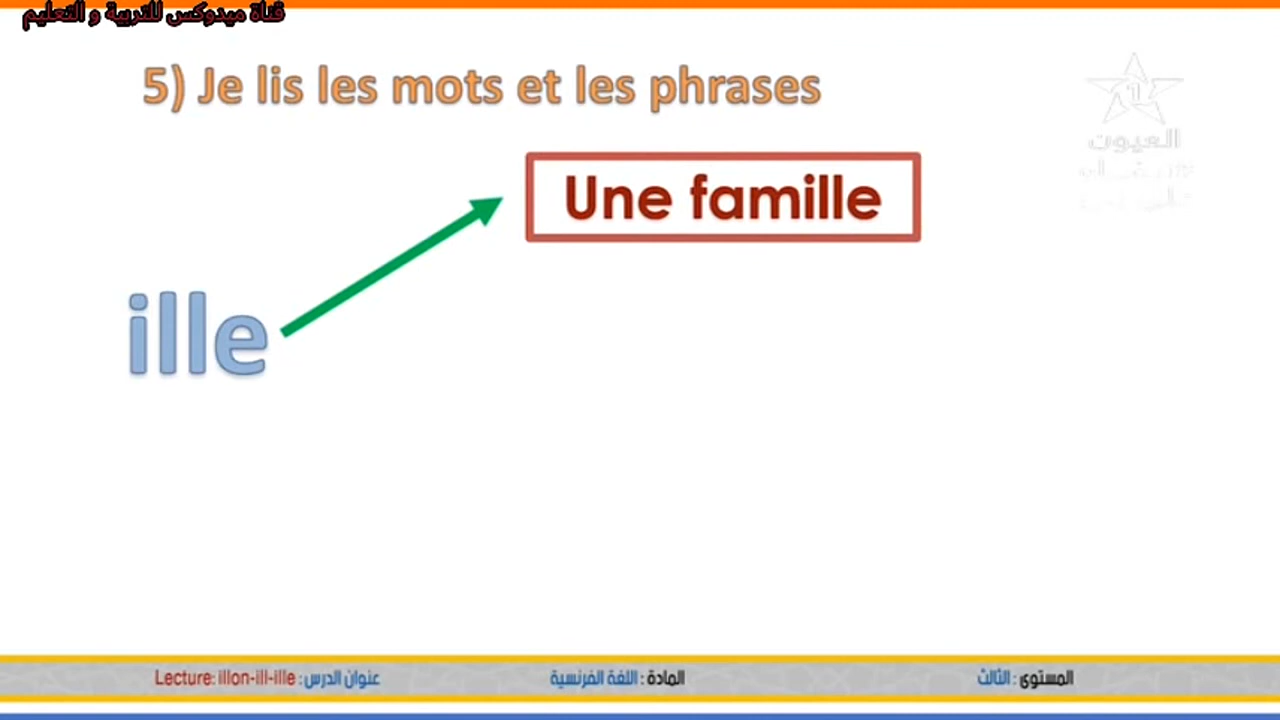 قناة ميدوكس للتربية و التعليم
5) Je lis les mots et les phrases
العيون
Une famille
ille
المستوى : الثالث
المادة : اللغة الفرنسية
عنوان الدرس : Lecture: illon-ill-ille